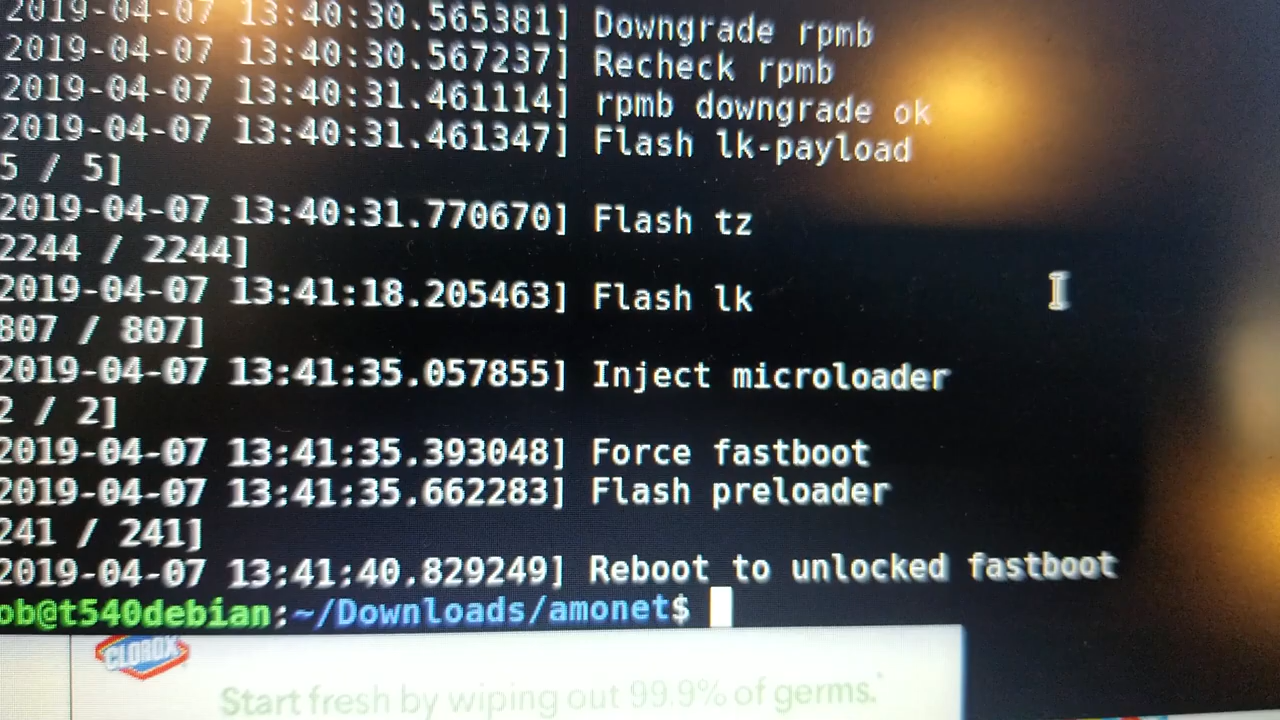 2019-04-07 13:40:30.565381] Downgrade rpmb
2019-04-07 13:40:30.567237] Recheck rpmb
2019-04-07 13:40:31.461114] rpmb downgrade ok
2019-04-07 13:40:31.461347] Flash lk-payload
5 / 5]
2019-04-07 13:40:31.770670] Flash tz
2244 / 2244]
2019-04-07 13:41:18.205463] Flash lk
807 / 807]
2019-04-07 13:41:35.057855] Inject microloader
2 / 2]
2019-04-07 13:41:35.393048] Force fastboot
2019-04-07 13:41:35.662283] Flash preloader
241 / 241]
2019-04-07 13:41:40.829249] Reboot to unlocked fastboot
ob@t540debian:~/Downloads/amonet$
CLOROX
Start fresh by wiping out 99.9% of germs.*